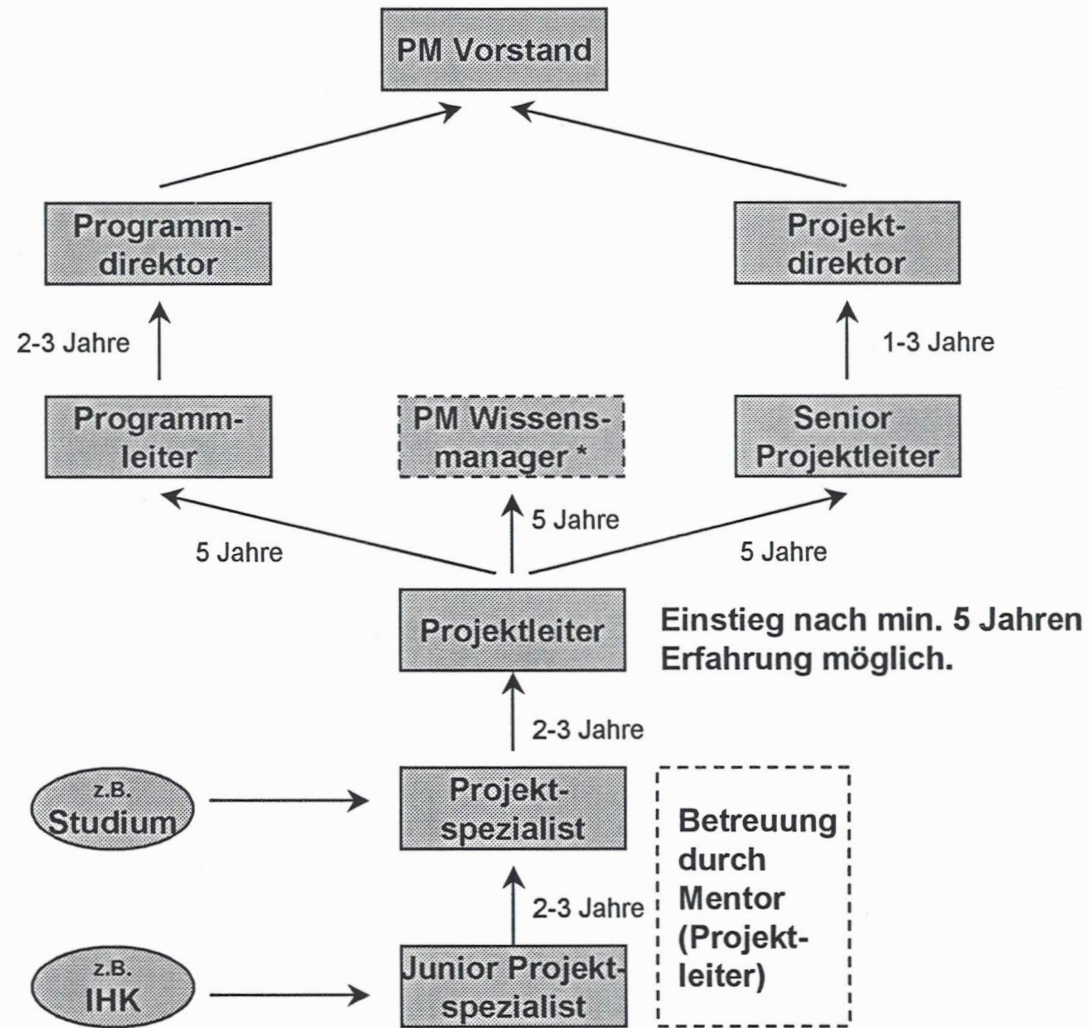 PM Vorstand
Programm-
direktor
Projekt-
direktor
2-3 Jahre
1-3 Jahre
Programm-
leiter
PM Wissens-
manager *
Senior
Projektleiter
5 Jahre
5 Jahre
5 Jahre
Projektleiter
Einstieg nach min. 5 Jahren
Erfahrung möglich.
2-3 Jahre
z.B.
Studium
Projekt-
spezialist
Betreuung
durch
Mentor
(Projekt-
leiter)
2-3 Jahre
z.B.
IHK
Junior Projekt-
spezialist